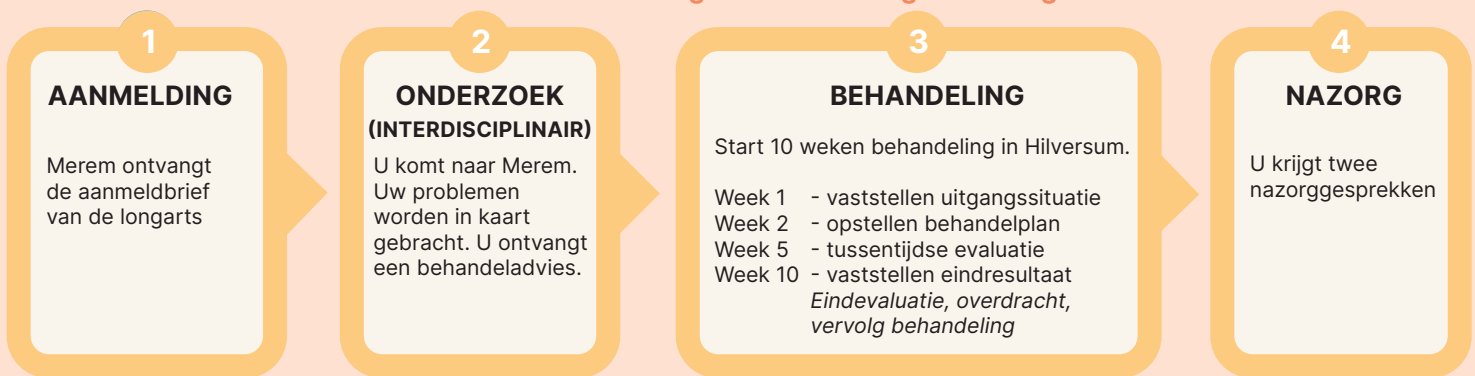 1
AANMELDING
Merem ontvangt
de aanmeldbrief
van de longarts
2
ONDERZOEK
(INTERDISCIPLINAIR)
U komt naar Merem.
Uw problemen
worden in kaart
gebracht. U ontvangt
een behandeladvies.
3
BEHANDELING
Start 10 weken behandeling in Hilversum.
Week 1 - vaststellen uitgangssituatie
Week 2 - opstellen behandelplan
Week 5 - tussentijdse evaluatie
Week 10 - vaststellen eindresultaat
Eindevaluatie, overdracht,
vervolg behandeling
4
NAZORG
U krijgt twee
nazorggesprekken